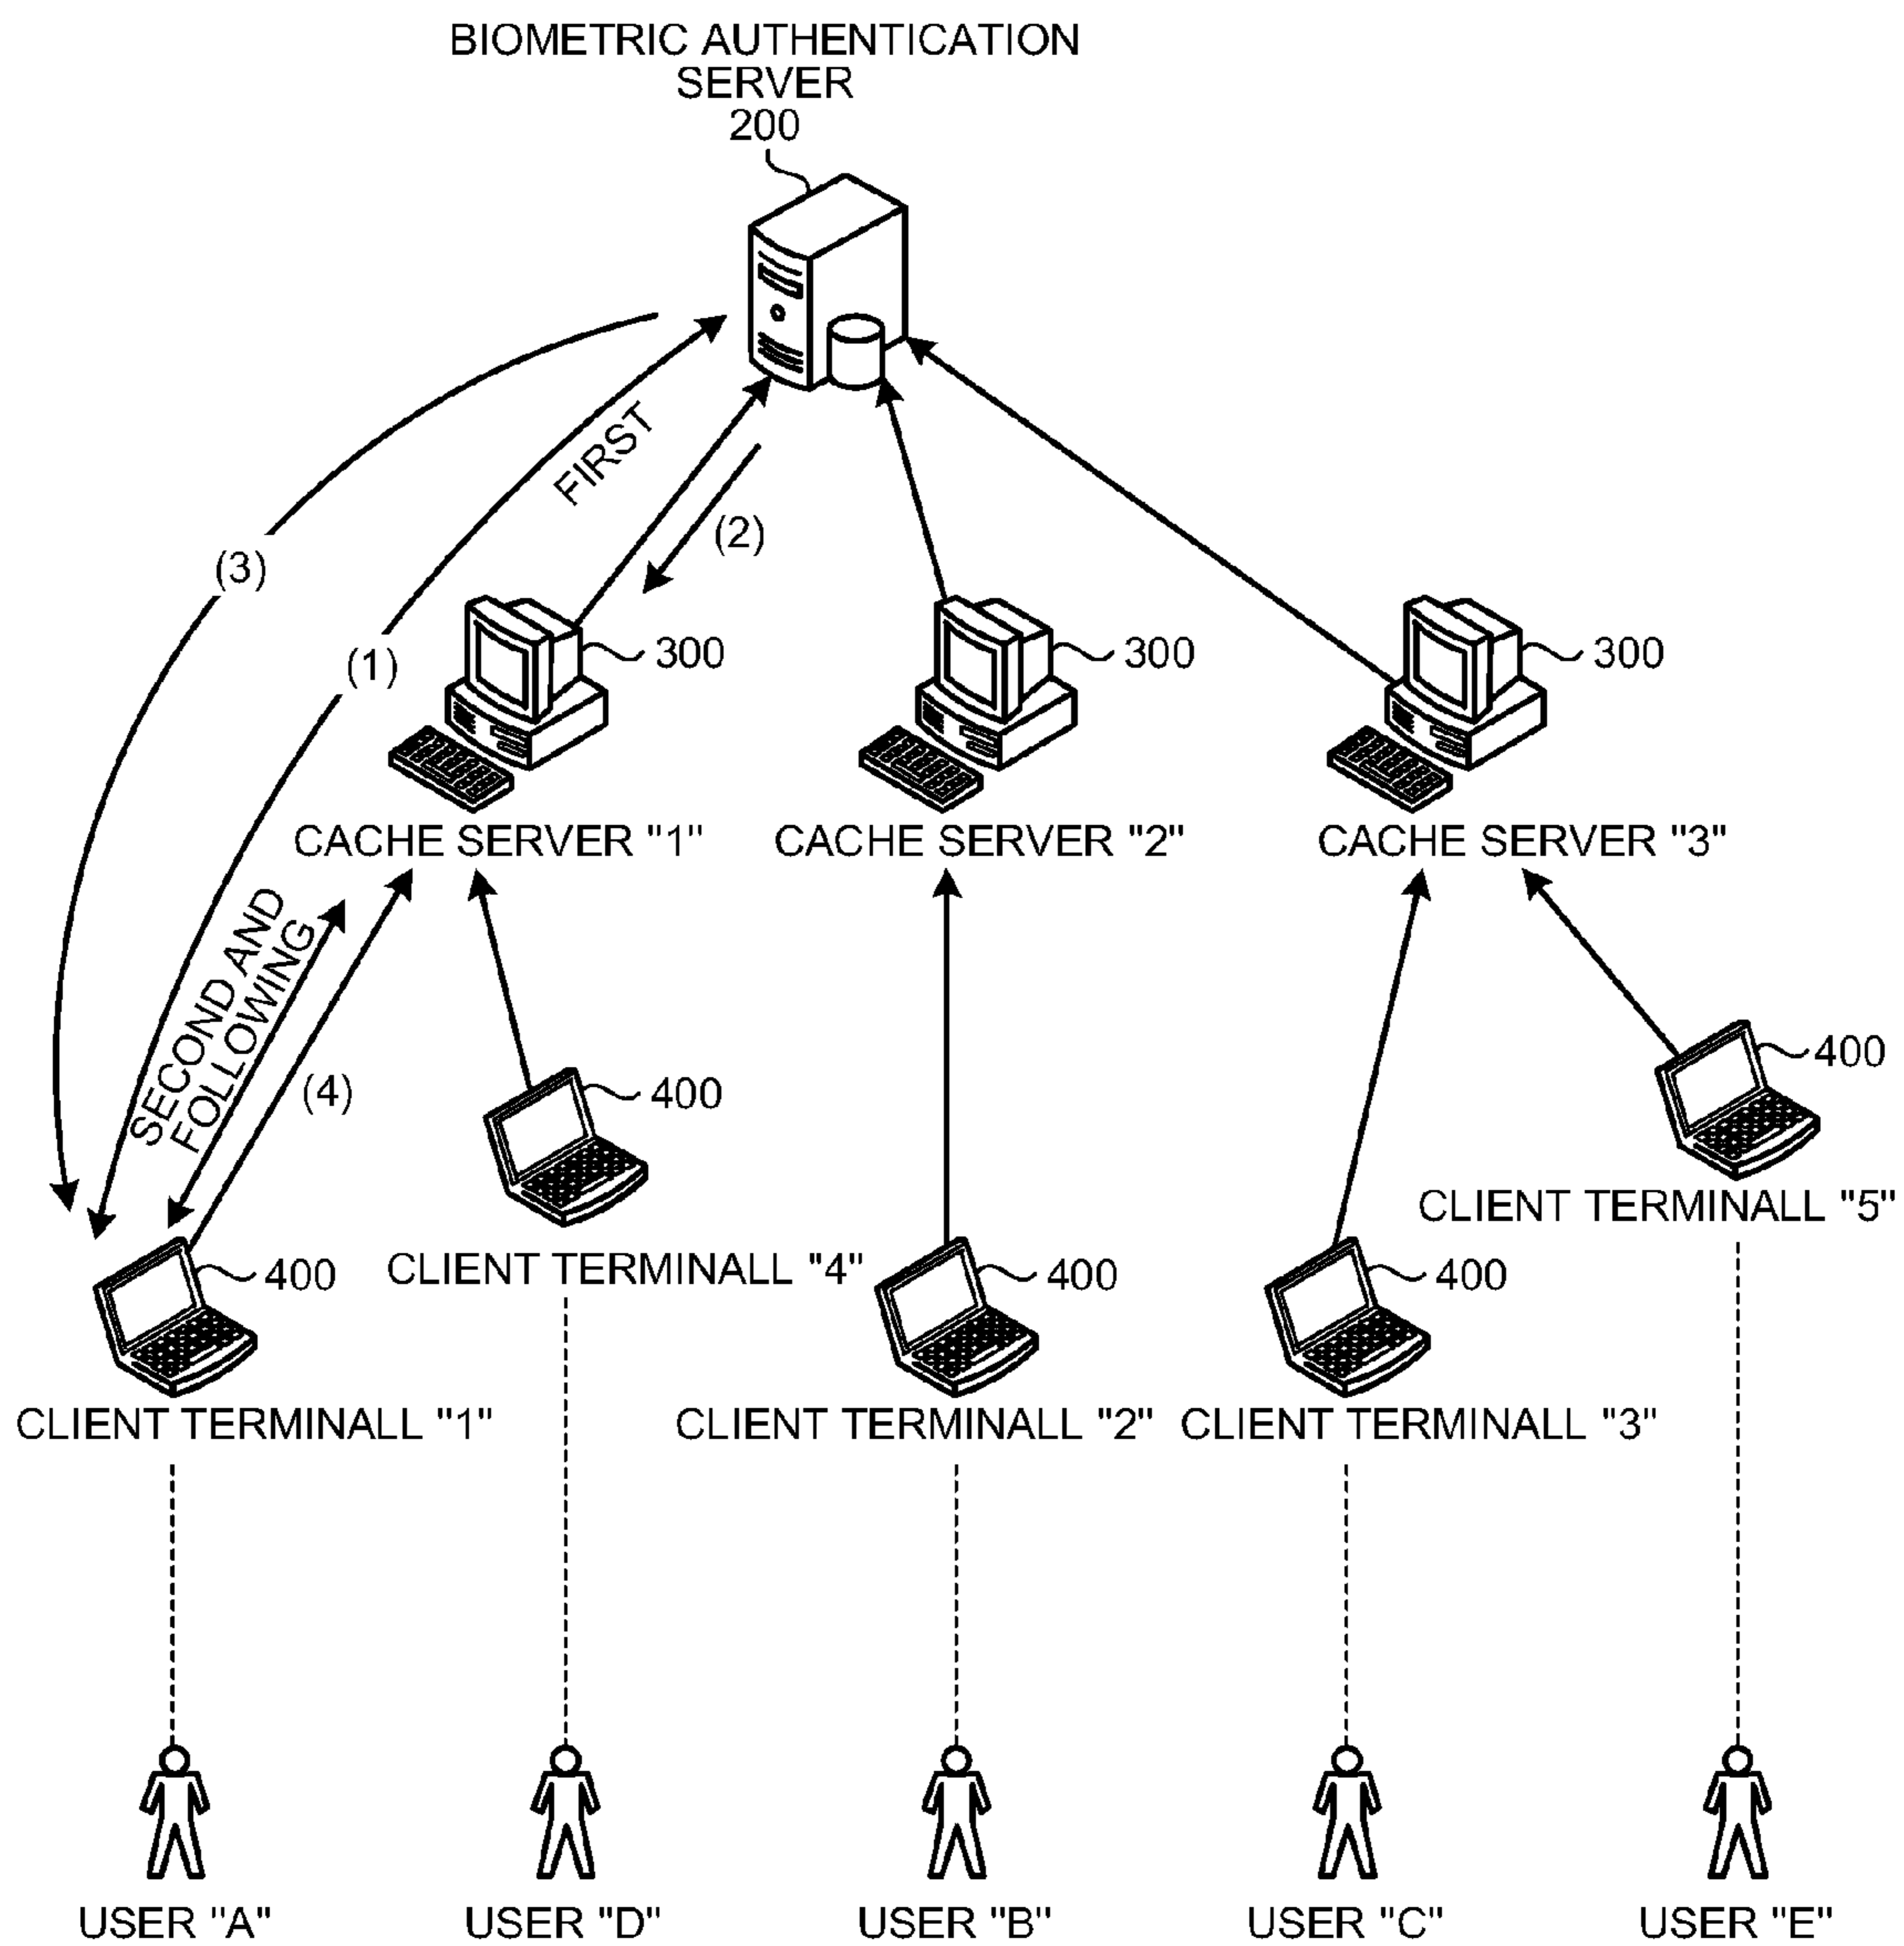 BIOMETRIC AUTHENTICATION
SERVER
200
FIRST
(2)
(3)
(1)
300
300
300
CACHE SERVER "1"
CACHE SERVER "2"
CACHE SERVER "3"
SECOND AND
FOLLOWING
(4)
400
400
CLIENT TERMINALL "5"
CLIENT TERMINALL "4"
400
400
400
CLIENT TERMINALL "1"
CLIENT TERMINALL "2"
CLIENT TERMINALL "3"
USER "A"
USER "D"
USER "B"
USER "C"
USER "E"